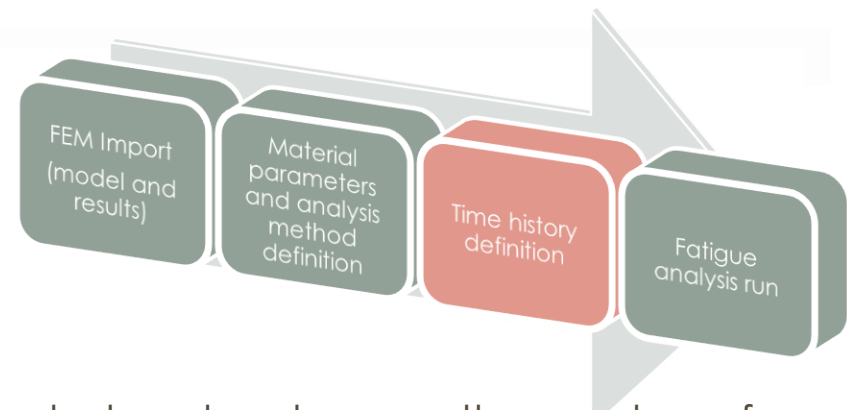 FEM Import
(model and
results)
Material
parameters
and analysis
method
definition
Time history
definition
Fatigue
analysis run